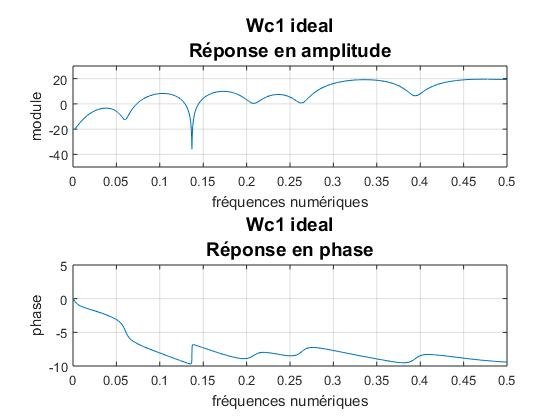 Wc1 ideal
Réponse en amplitude
module
20
0
-20
-40
0 0.05 0.1 0.15 0.2 0.25 0.3 0.35 0.4 0.45 0.5
fréquences numériques
Wc1 ideal
Réponse en phase
phase
5
0
-5
-10
0 0.05 0.1 0.15 0.2 0.25 0.3 0.35 0.4 0.45 0.5
fréquences numériques